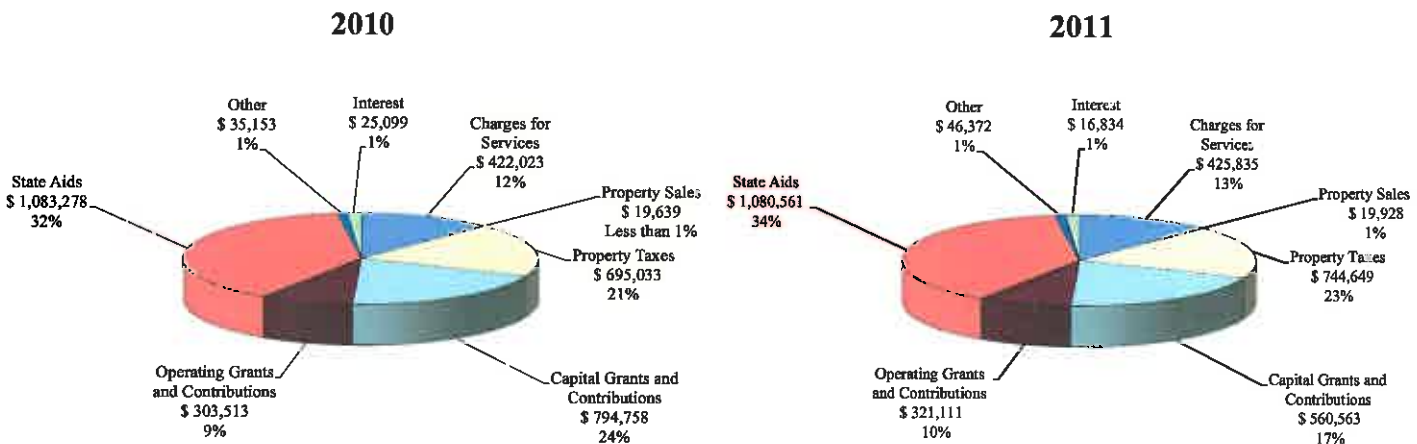 2010
Other
$ 35,153
1%
Interest
$ 25,099
1%
Charges for
Services
$ 422,023
12%
State Aids
$ 1,083,278
32%
Property Sales
$ 19,639
Less than 1%
Property Taxes
$ 695,033
21%
Operating Grants
and Contributions
$ 303,513
9%
Capital Grants and
Contributions
$ 794,758
24%
2011
Other
$ 46,372
1%
Interest
$ 16,834
1%
Charges for
Services
$ 425,835
13%
State Aids
$ 1,080,561
34%
Property Sales
$ 19,928
1%
Property Taxes
$ 744,649
23%
Operating Grants
and Contributions
$ 321,111
10%
Capital Grants and
Contributions
$ 560,563
17%